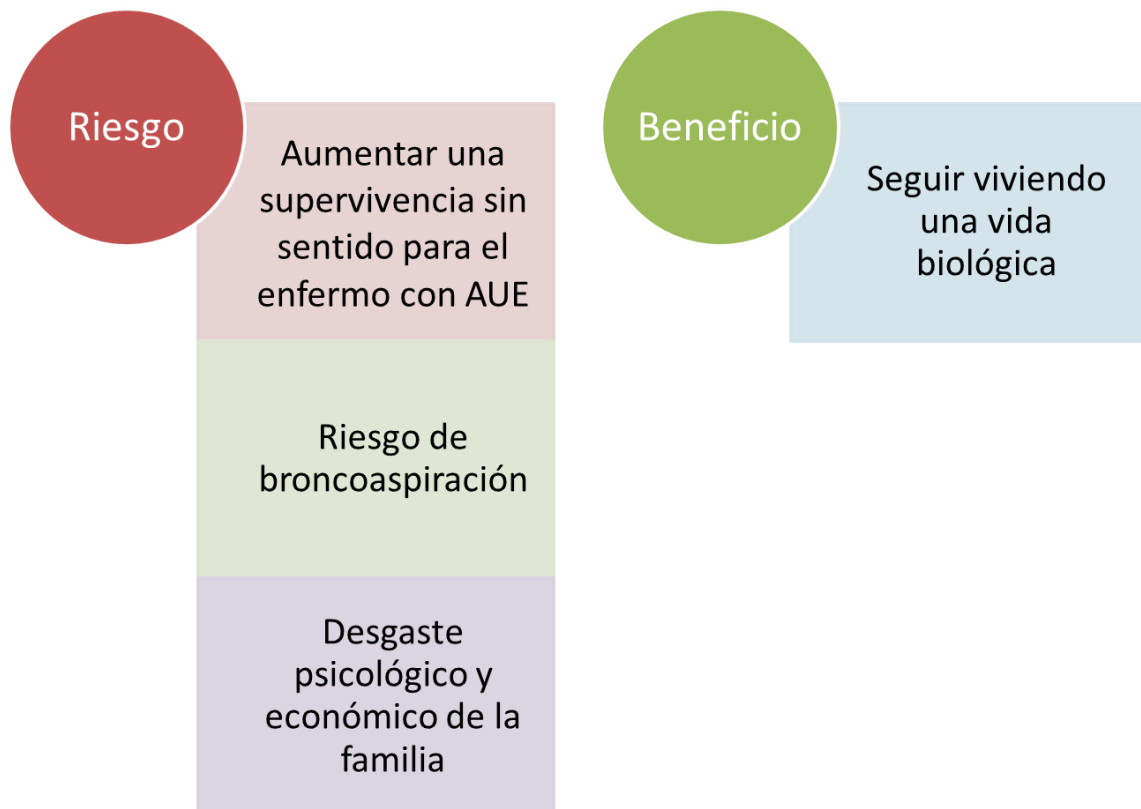 Riesgo
Aumentar una
supervivencia sin
sentido para el
enfermo con AUE
Riesgo de
broncoaspiración
Desgaste
psicológico y
económico de la
familia
Beneficio
Seguir viviendo
una vida
biológica